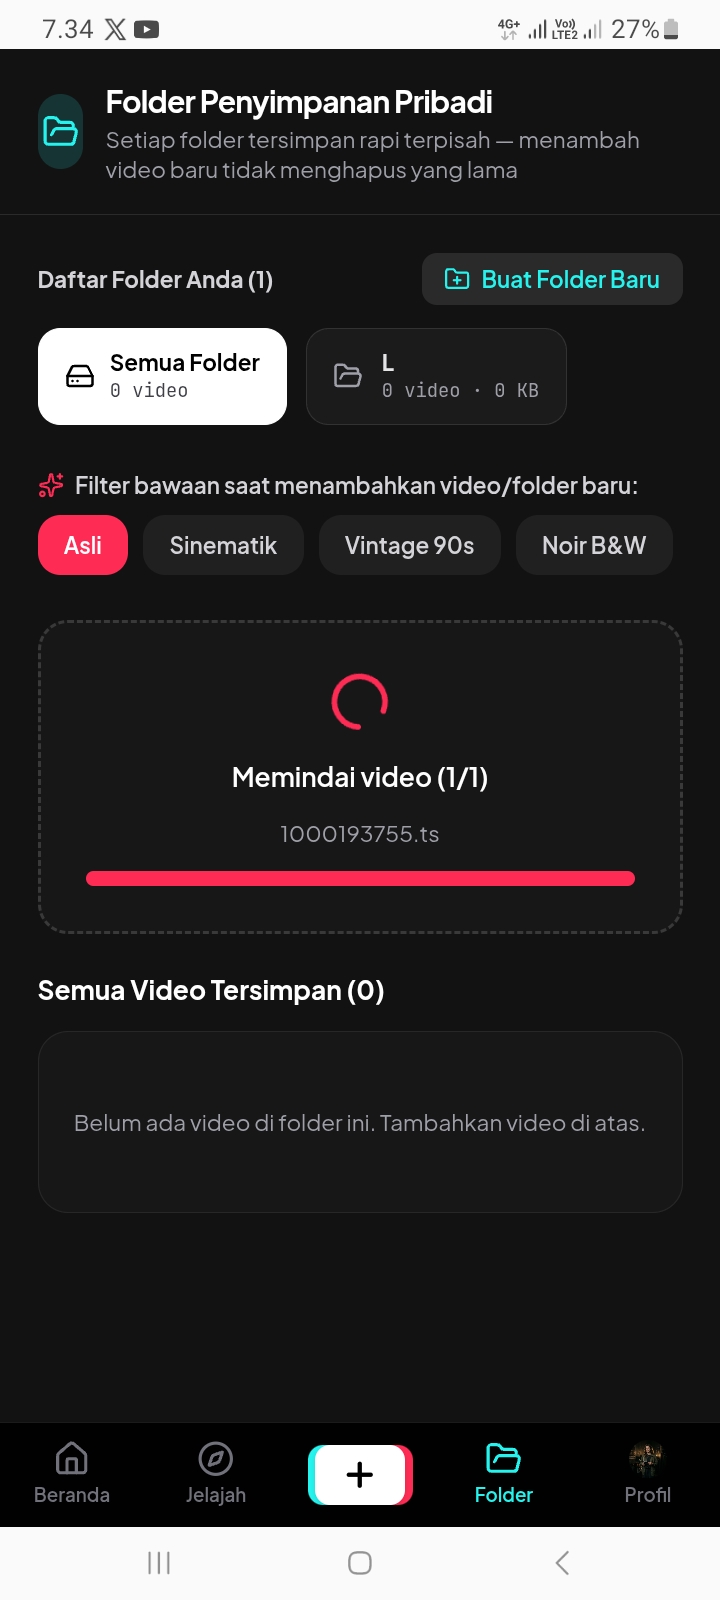 7.34
4G+
Vo))
LTE2
27%
Folder Penyimpanan Pribadi
Setiap folder tersimpan rapi terpisah — menambah
video baru tidak menghapus yang lama
Daftar Folder Anda (1)
Buat Folder Baru
Semua Folder
0 video
L
0 video · 0 KB
Filter bawaan saat menambahkan video/folder baru:
Asli
Sinematik
Vintage 90s
Noir B&W
Memindai video (1/1)
1000193755.ts
Semua Video Tersimpan (0)
Belum ada video di folder ini. Tambahkan video di atas.
Beranda
Jelajah
Folder
Profil